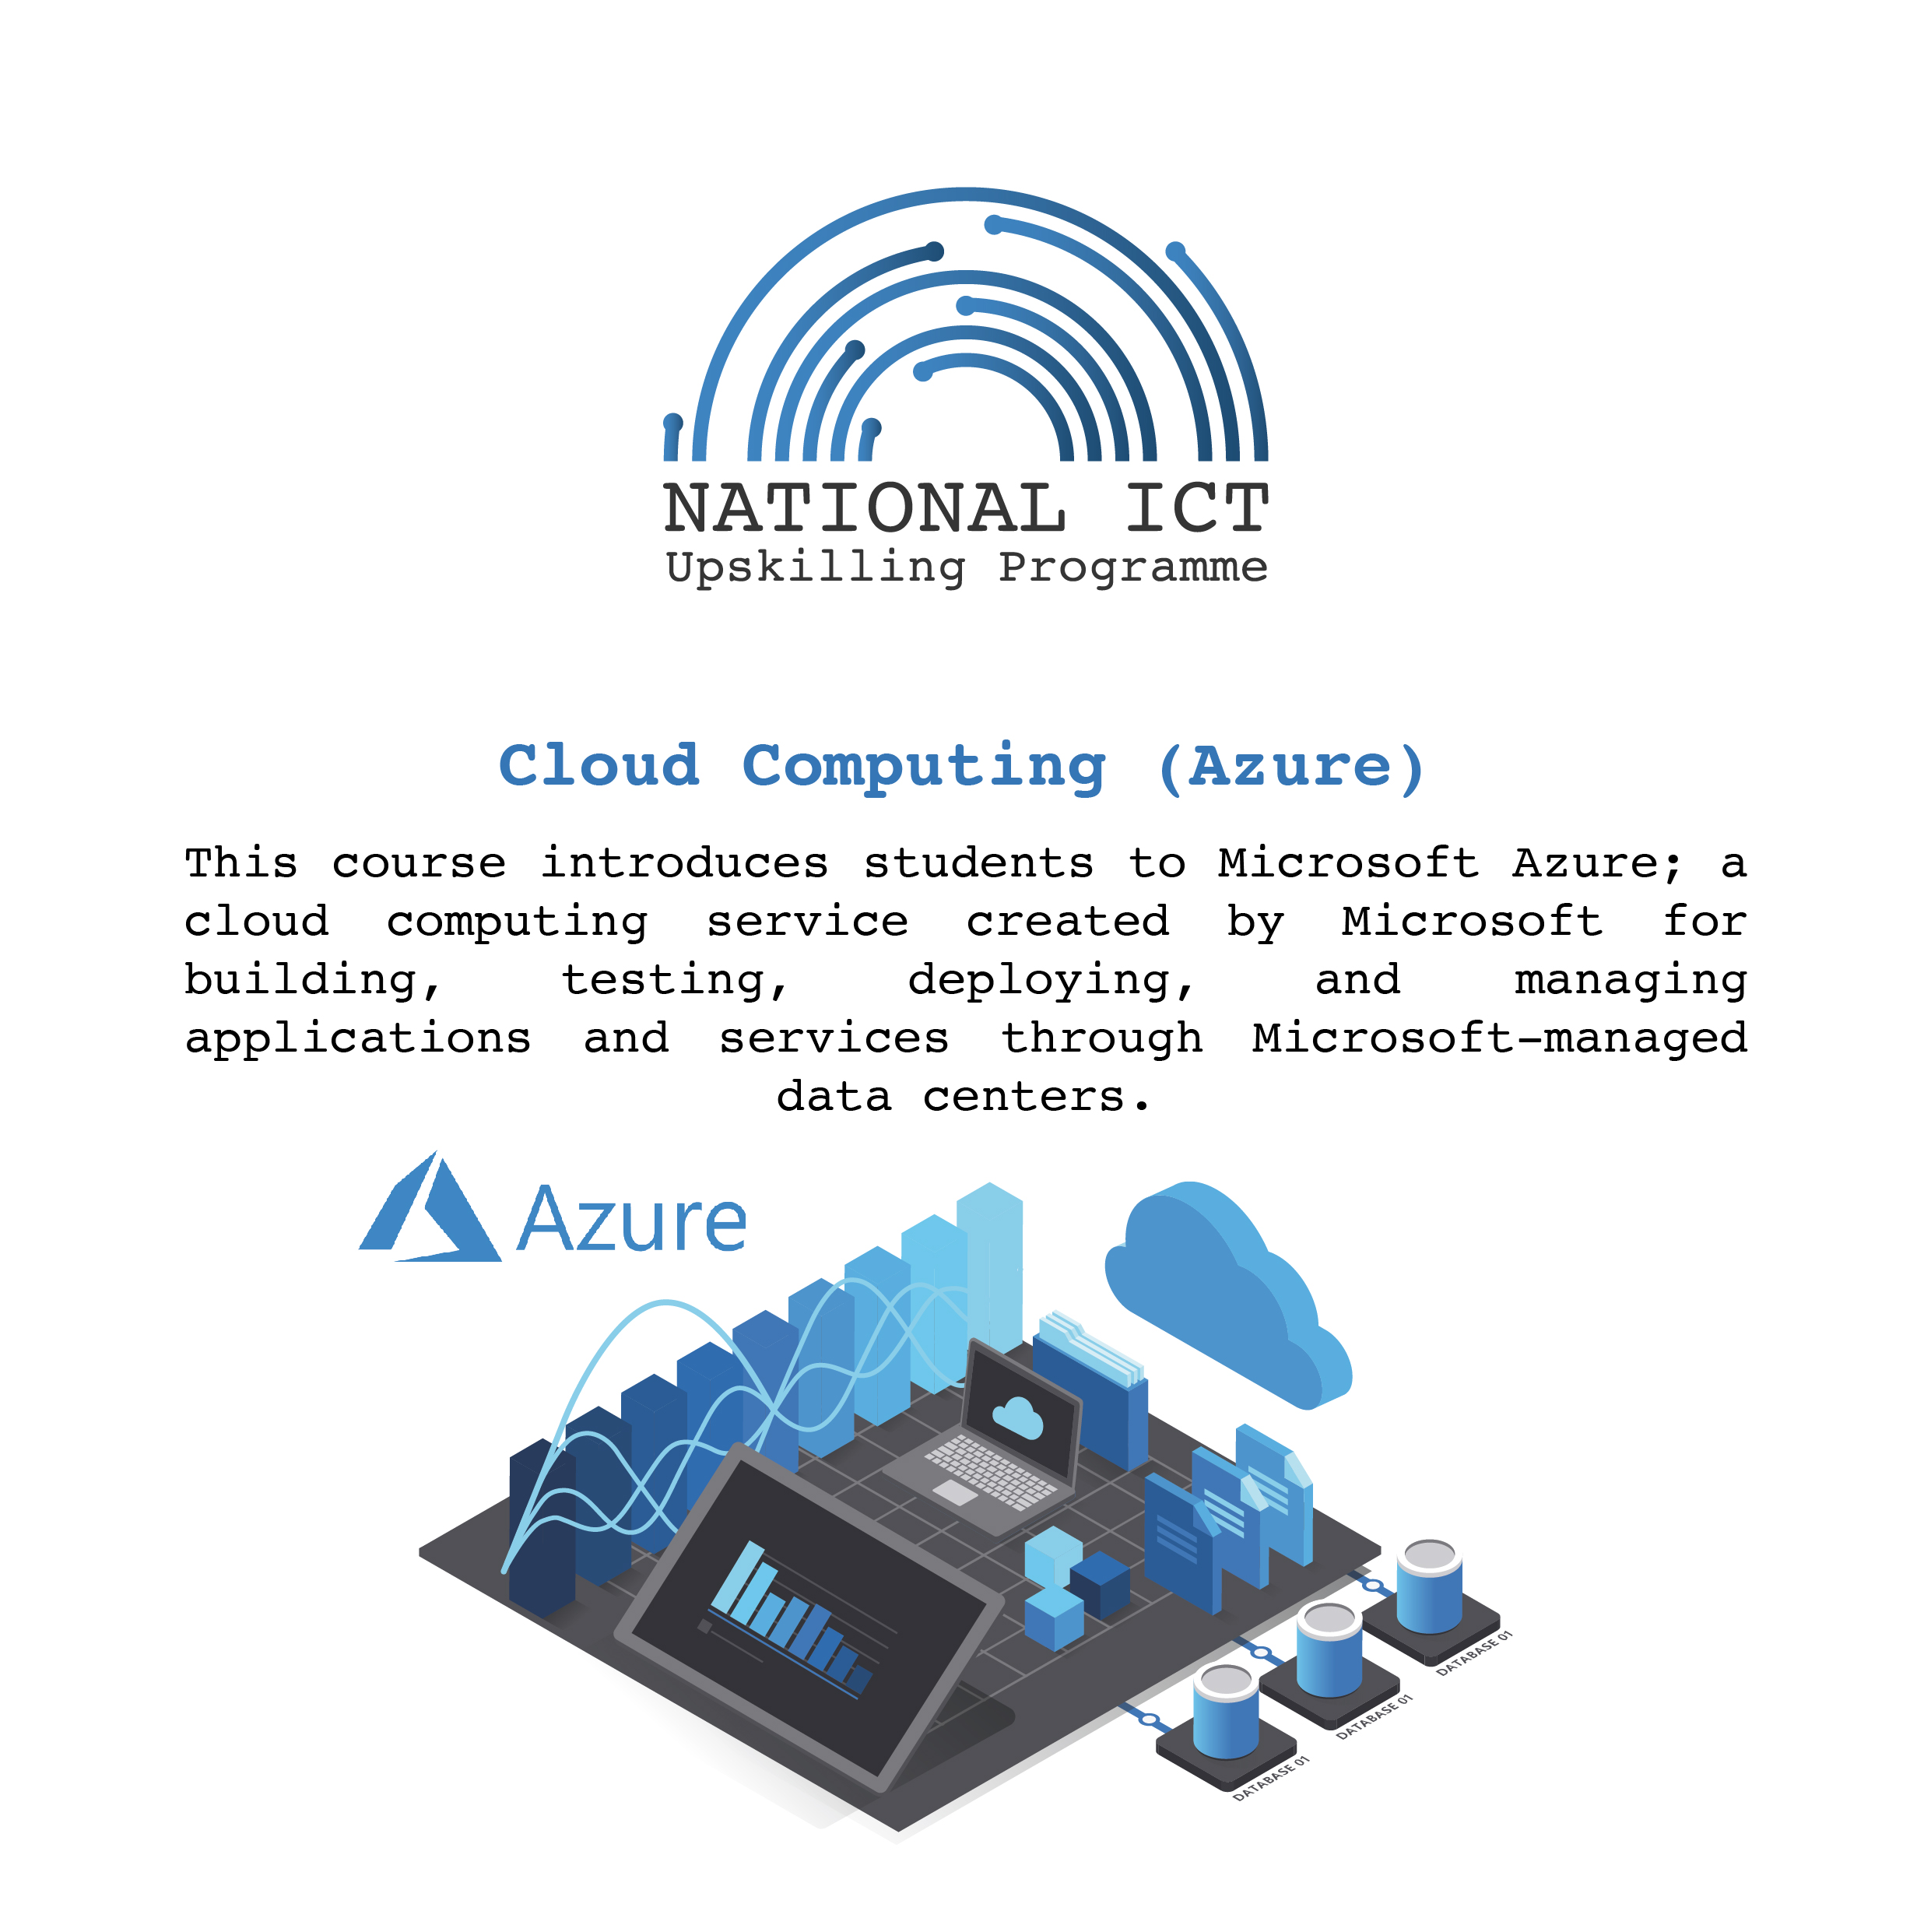 NATIONAL ICT
Upskilling Programme
Cloud Computing (Azure)
This course introduces students to Microsoft Azure; a
cloud computing service created by Microsoft for
building, testing, deploying, and managing
applications and services through Microsoft-managed
data centers.
Azure
DATABASE 01
DATABASE 01
DATABASE 01